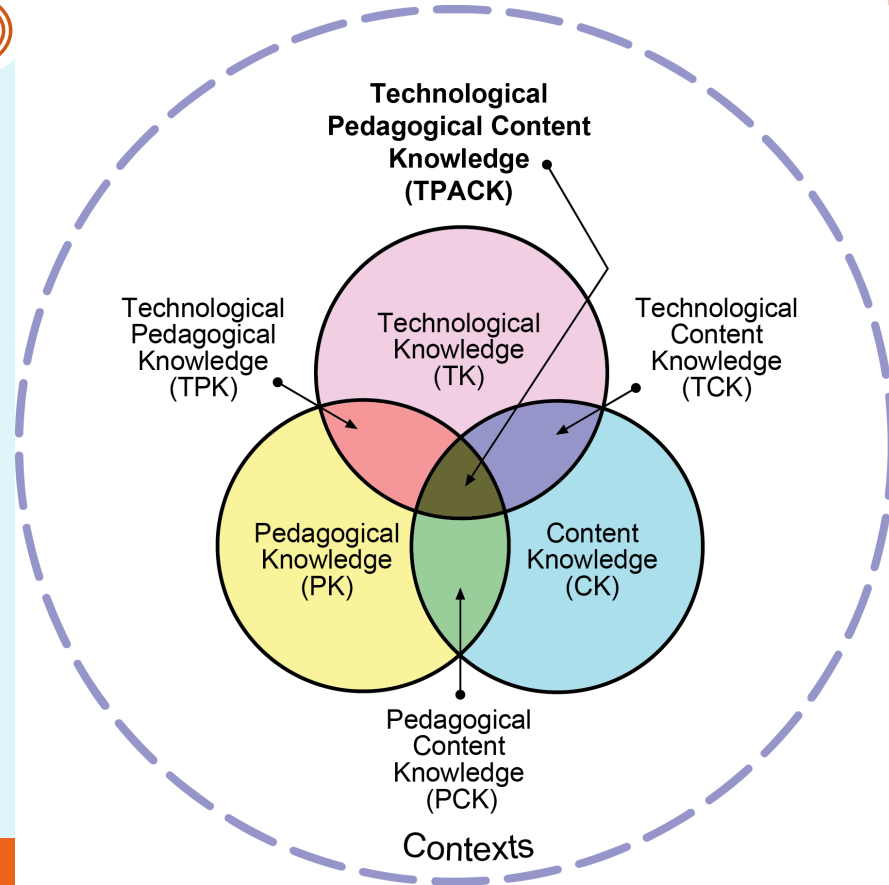 Technological
Pedagogical Content
Knowledge
(TPACK)
Technological
Pedagogical
Knowledge
(TPK)
Technological
Knowledge
(TK)
Technological
Content
Knowledge
(TCK)
Pedagogical
Knowledge
(PK)
Content
Knowledge
(CK)
Pedagogical
Content
Knowledge
(PCK)
Contexts